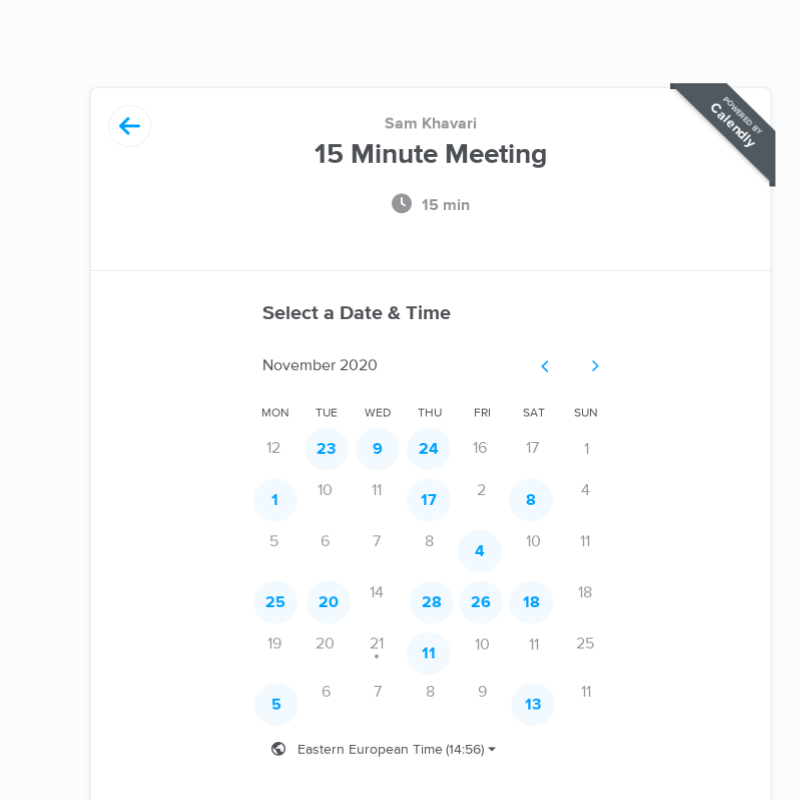 POWERED BY
Calendly
Sam Khavari
15 Minute Meeting
15 min
Select a Date & Time
November 2020
MON TUE WED THU FRI SAT SUN
12 23 9 24 16 17 1
1 10 11 17 2 8 4
5 6 7 8 4 10 11
25 20 14 28 26 18 18
19 20 21 11 10 11 25
5 6 7 8 9 13 11
Eastern European Time (14:56)